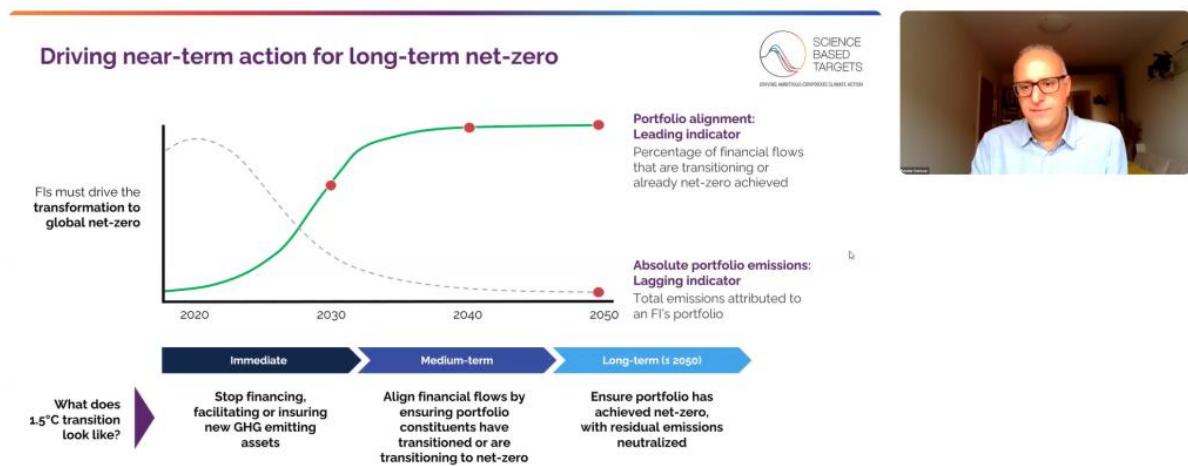 Driving near-term action for long-term net-zero
SCIENCE
BASED
TARGETS
DRIVING AMBITIOUS CORPORATE CLIMATE ACTION
FIs must drive the
transformation to
global net-zero
Portfolio alignment:
Leading indicator
Percentage of financial flows
that are transitioning or
already net-zero achieved
Absolute portfolio emissions:
Lagging indicator
Total emissions attributed to
an FI's portfolio
2020 2030 2040 2050
Immediate Medium-term Long-term (≤ 2050)
What does
1.5°C transition
look like?
Stop financing,
facilitating or insuring
new GHG emitting
assets
Align financial flows by
ensuring portfolio
constituents have
transitioned or are
transitioning to net-zero
Ensure portfolio has
achieved net-zero,
with residual emissions
neutralized